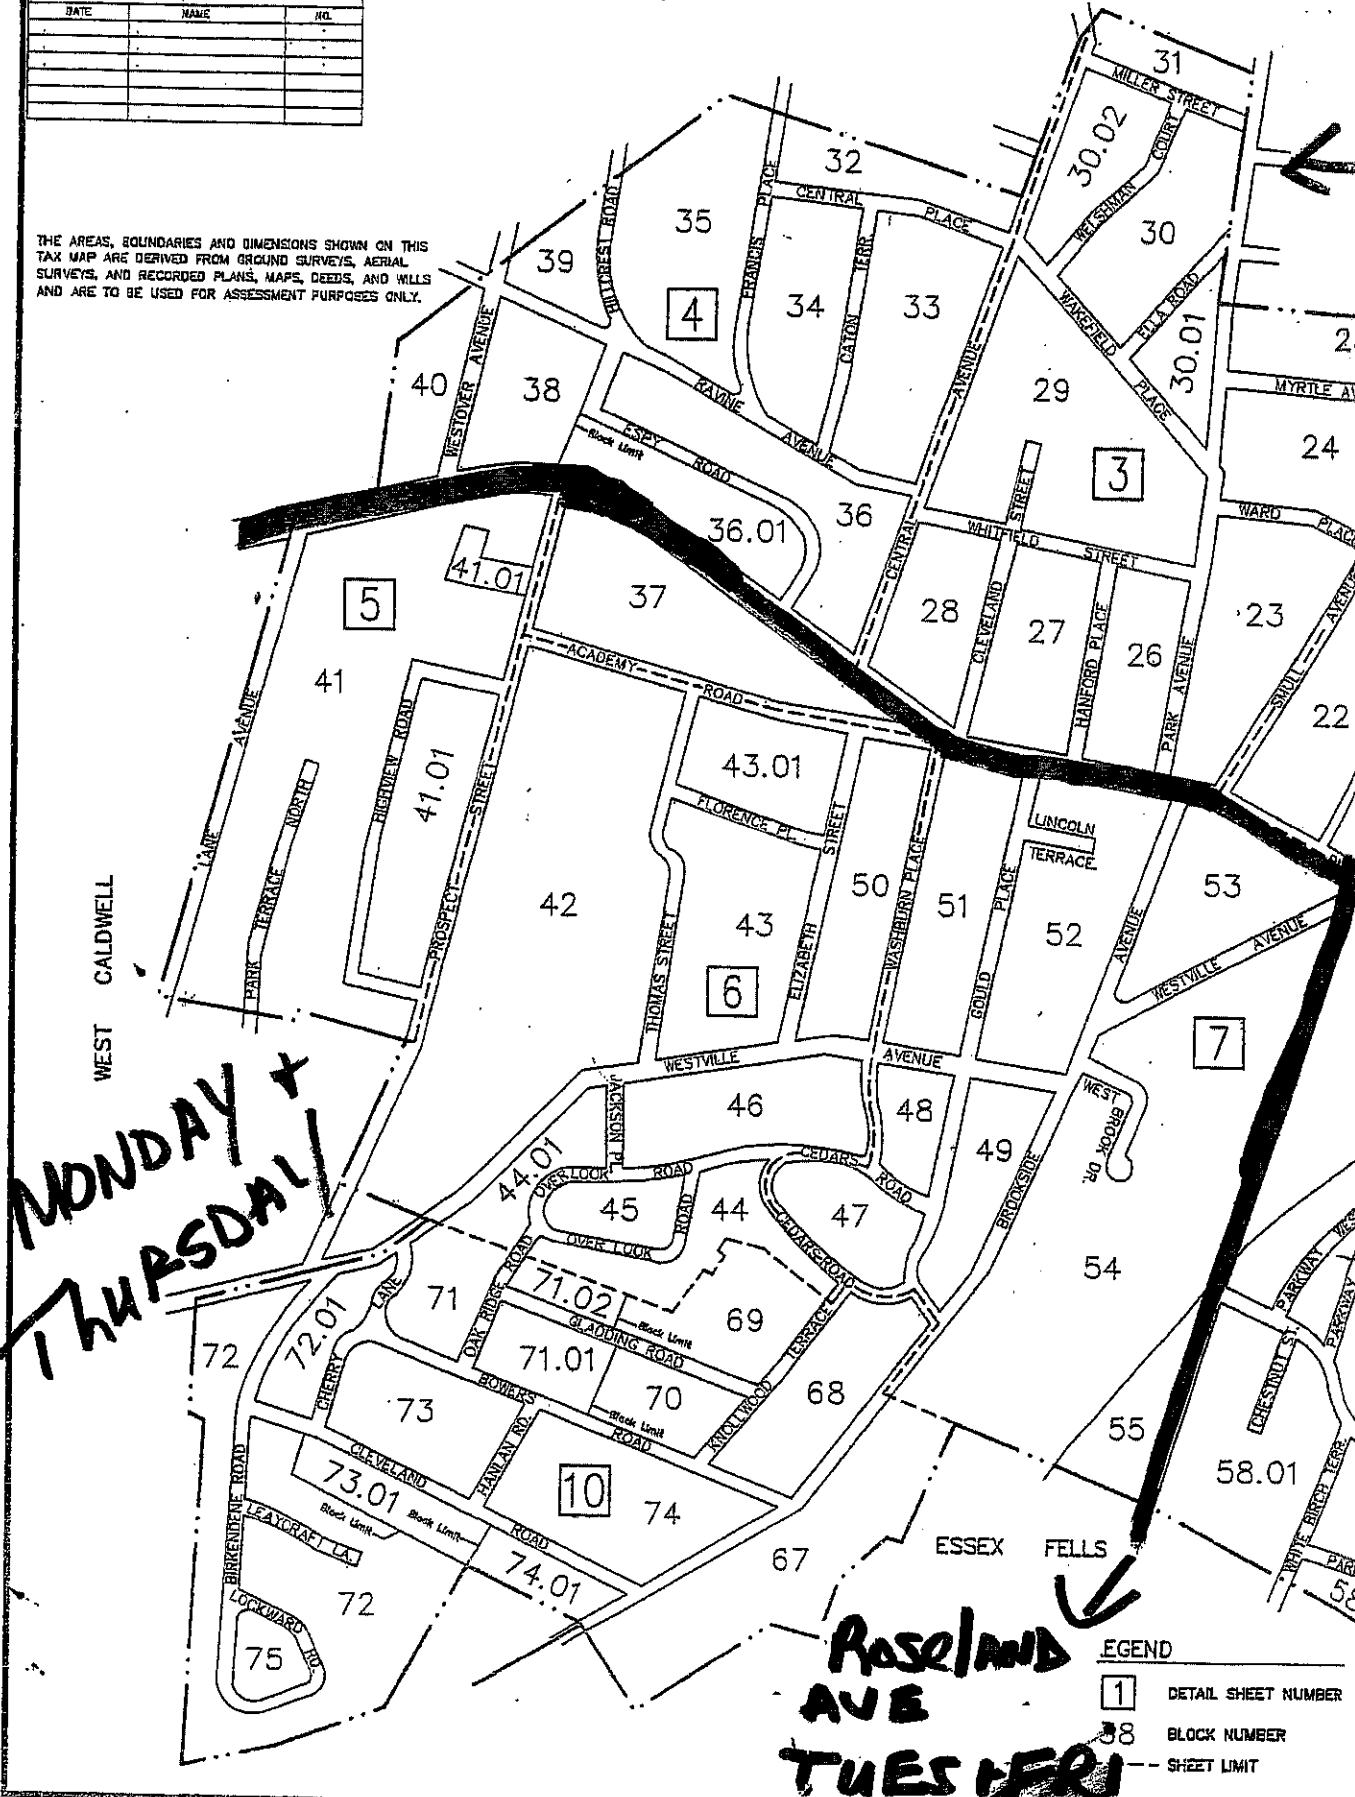 DATE NAME NO.
31
MILLER STREET
30.02
COURT
WELSHMAN
30
ELLA ROAD
30.01
WAKEFIELD
PLACE
32
CENTRAL PLACE
HILLCREST ROAD
35
FRANCIS PLACE
39
4
34
CATON TERR
33
AVENUE
CENTRAL
THE AREAS, BOUNDARIES AND DIMENSIONS SHOWN ON THIS
TAX MAP ARE DERIVED FROM GROUND SURVEYS, AERIAL
SURVEYS, AND RECORDED PLANS, MAPS, DEEDS, AND WILLS
AND ARE TO BE USED FOR ASSESSMENT PURPOSES ONLY.
40
WESTOVER AVENUE
38
RAVINE AVENUE
29
MYRTLE AV
24
ESPY ROAD
Block Limit
36.01
36
3
WHITFIELD STREET
STREET
CLEVELAND
WARD PLACE
5
41.01
37
28
27
HANFORD PLACE
26
PARK AVENUE
23
SMULL AVENUE
22
41
LANE AVENUE
ACADEMY ROAD
HIGHVIEW ROAD
41.01
PROSPECT STREET
PARK TERRACE NORTH
43.01
FLORENCE PL.
LINCOLN
TERRACE
42
THOMAS STREET
43
6
ELIZABETH STREET
50
WASHBURN PLACE
51
GOULD PLACE
52
53
WESTVILLE AVENUE
7
WEST CALDWELL
WESTVILLE AVENUE
BROOKSIDE AVENUE
WEST BROOK DR.
MONDAY +
THURSDAY
JACKSON PL.
46
48
49
44.01
OVER LOOK ROAD
CEDARS ROAD
45
44
47
OVER LOOK ROAD
CEDARS ROAD
54
PARKWAY WEST
PARKWAY
CHESTNUT ST.
72
72.01
CHERRY LANE
71
OAK RIDGE ROAD
71.02
Block Limit
69
GLADDING ROAD
71.01
70
Block Limit
KNOLLWOOD TERRACE
68
55
58.01
WHITE BIRCH TERR.
73
BOWERS ROAD
HANLAN RD.
CLEVELAND ROAD
73.01
Block Limit
Block Limit
10
74
74.01
67
BIRKENDENE ROAD
LEAYCRAFT LA.
72
LOCKWARD RD.
75
ESSEX FELLS
Roseland
AVE
TUES + FRI
EGEND
1 DETAIL SHEET NUMBER
38 BLOCK NUMBER
SHEET LIMIT